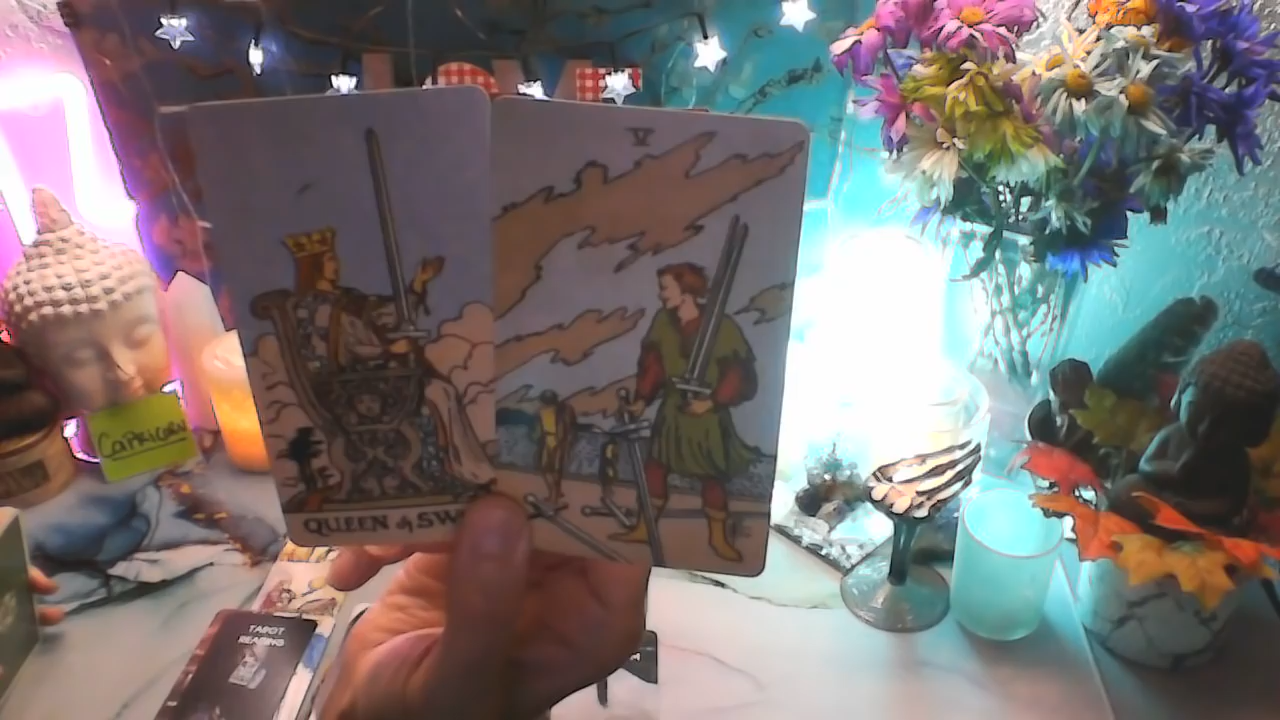 V
QUEEN of SW
CAPRICORN
TAROT
READING